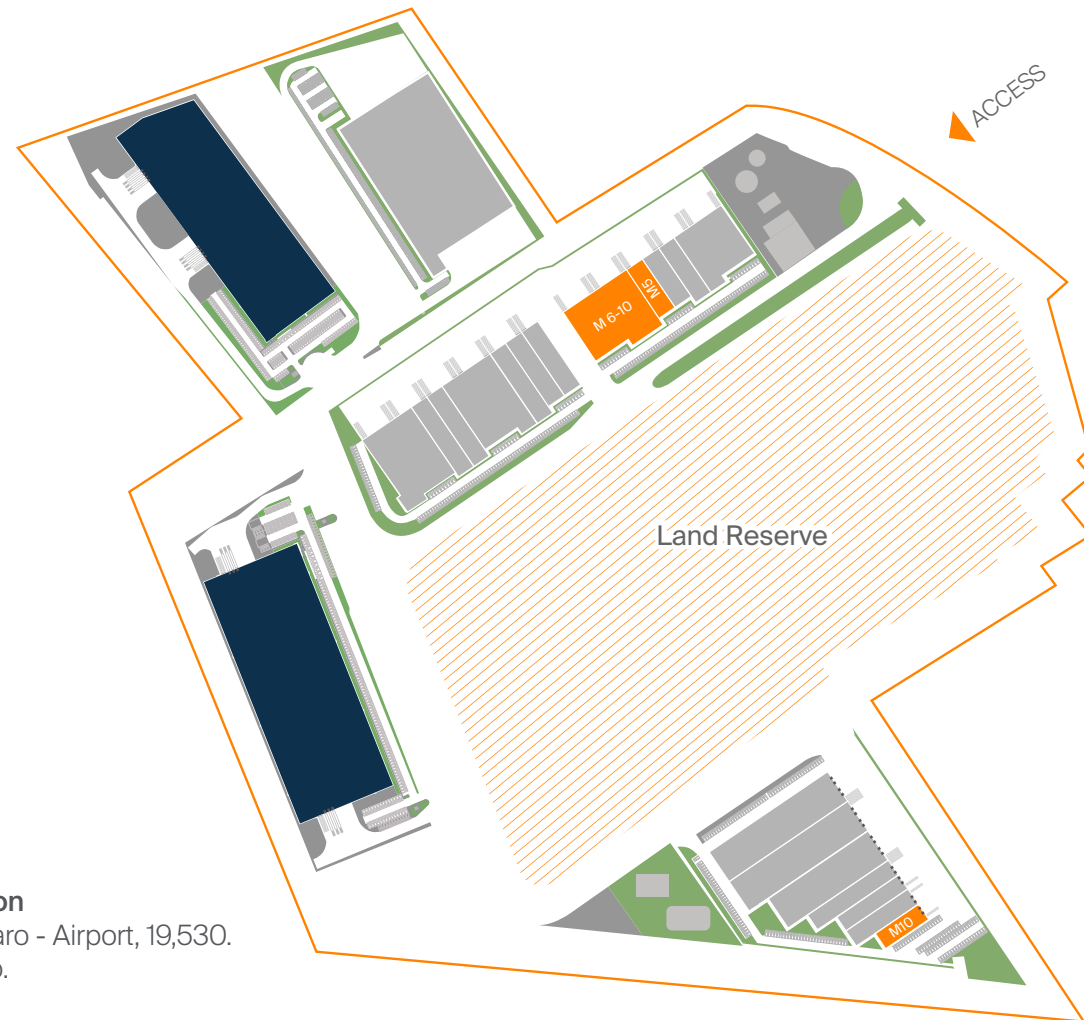 ACCESS
M5
M 6-10
Land Reserve
M10
on
aro - Airport, 19,530.